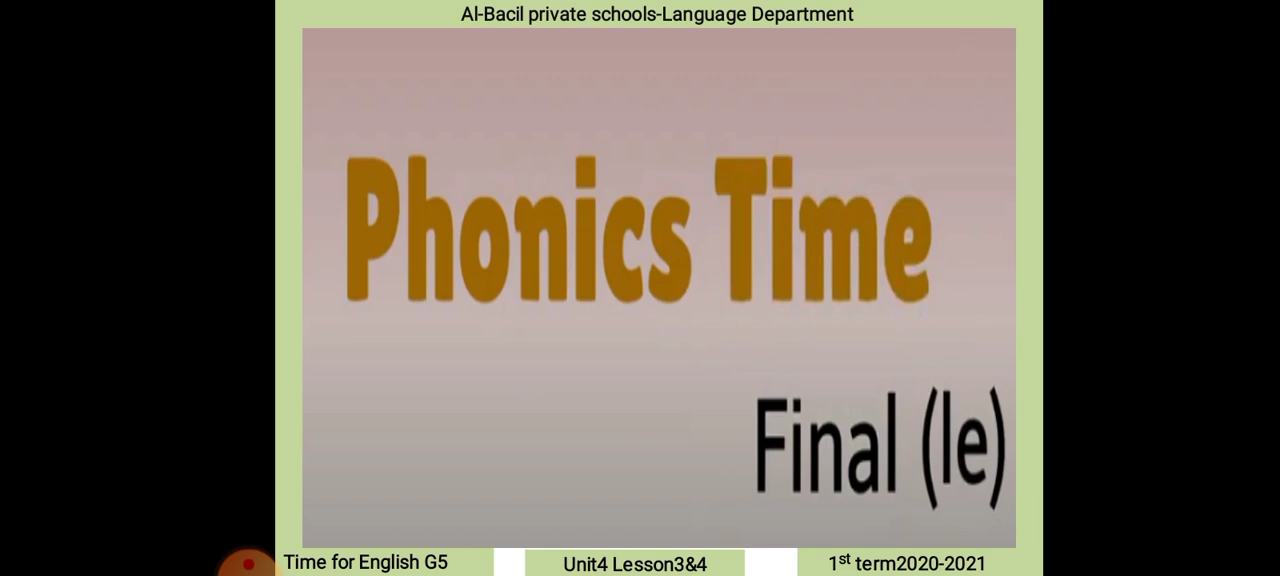 Al-Bacil private schools-Language Department
Phonics Time
Final (le)
Time for English G5
Unit4 Lesson3&4
1st term2020-2021